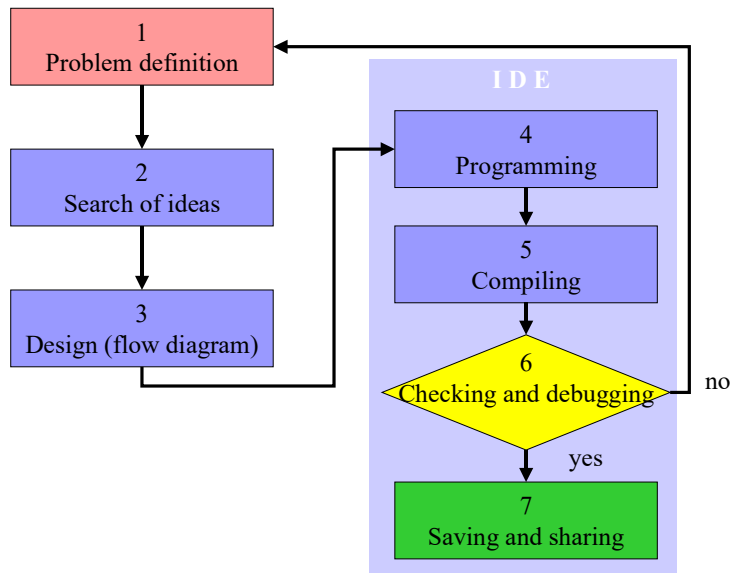 1
Problem definition
2
Search of ideas
3
Design (flow diagram)
I D E
4
Programming
5
Compiling
6
Checking and debugging
no
yes
7
Saving and sharing